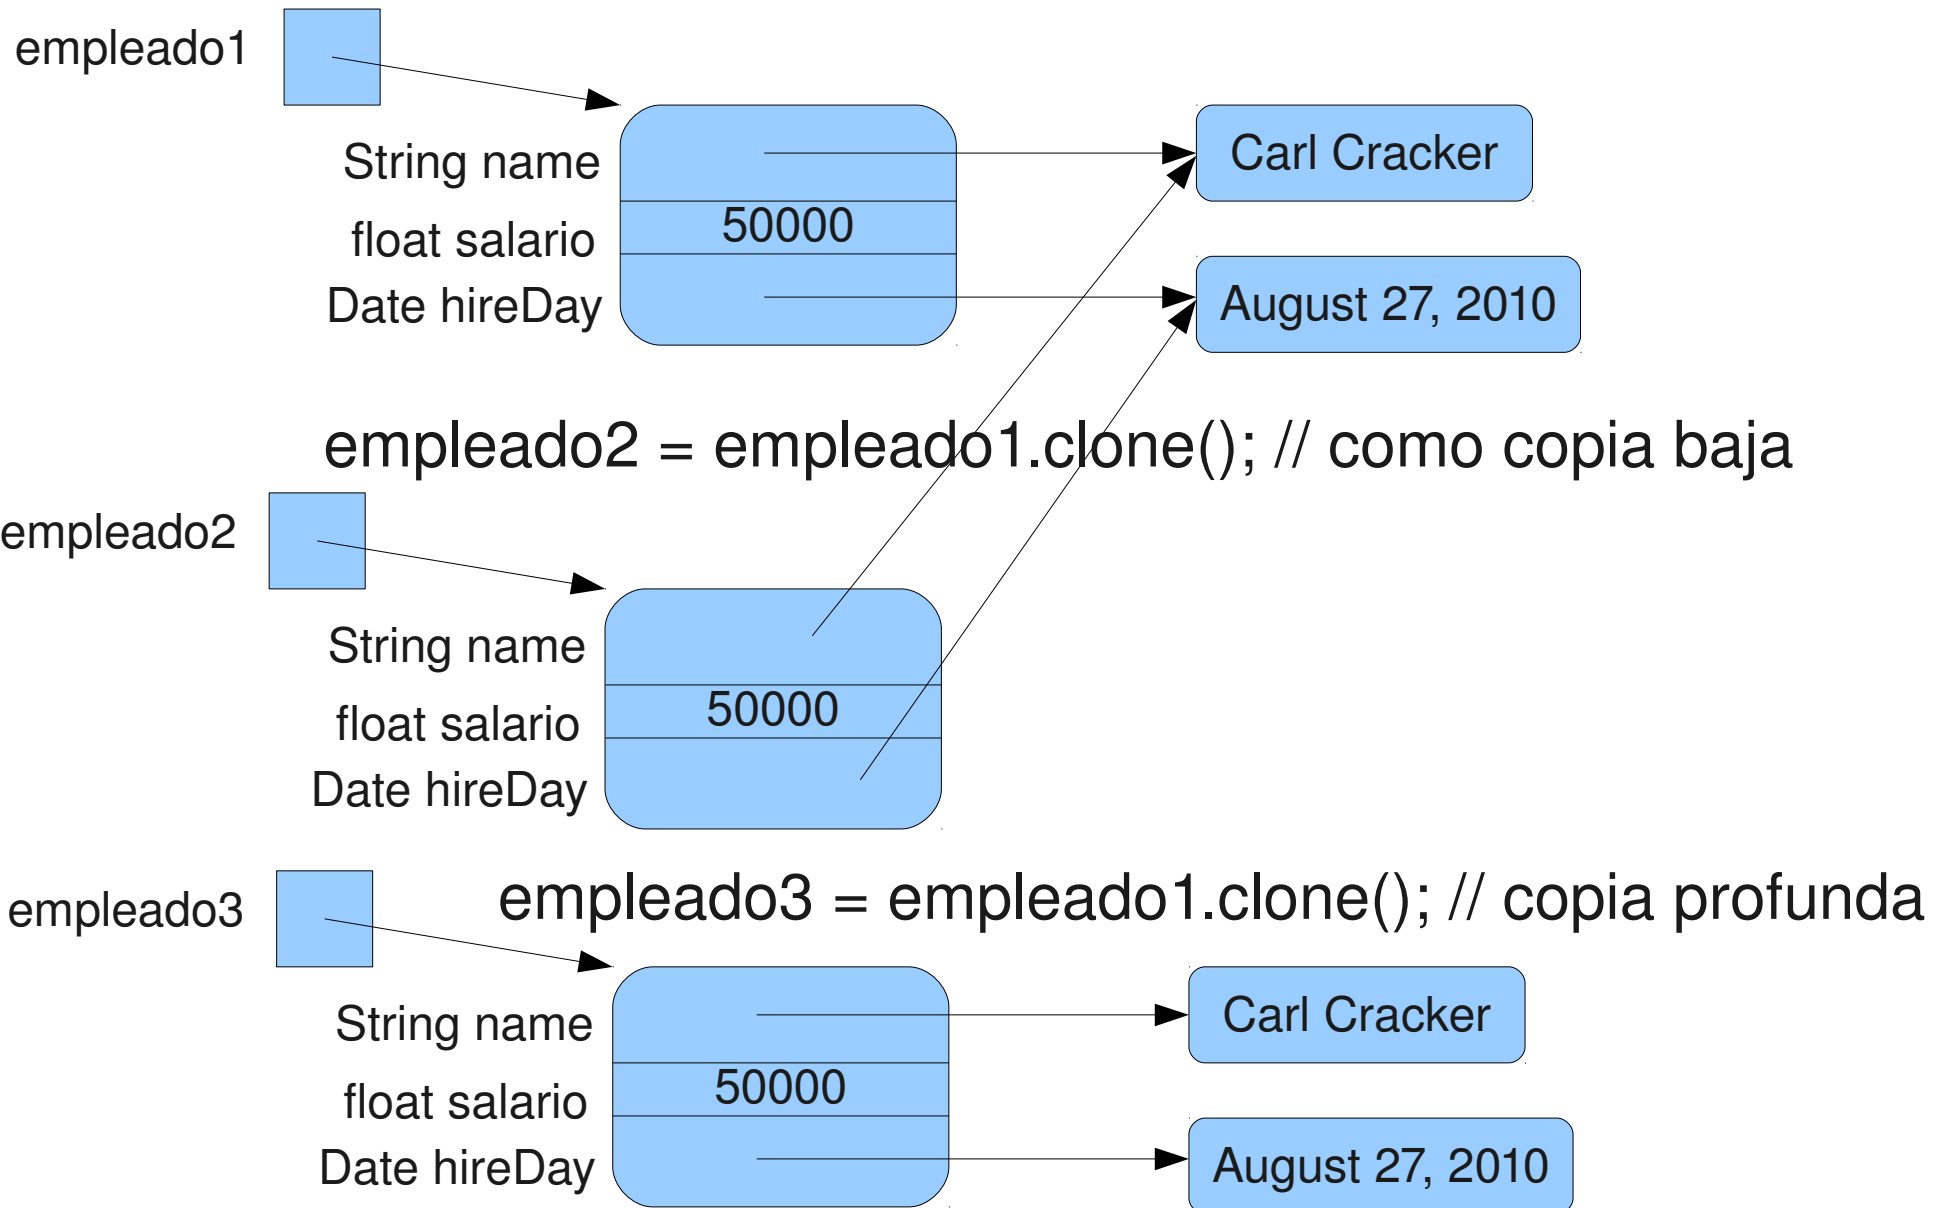 empleado1
String name
Carl Cracker
float salario
50000
Date hireDay
August 27, 2010
empleado2 = empleado1.clone(); // como copia baja
empleado2
String name
float salario
50000
Date hireDay
empleado3 = empleado1.clone(); // copia profunda
empleado3
String name
Carl Cracker
float salario
50000
Date hireDay
August 27, 2010